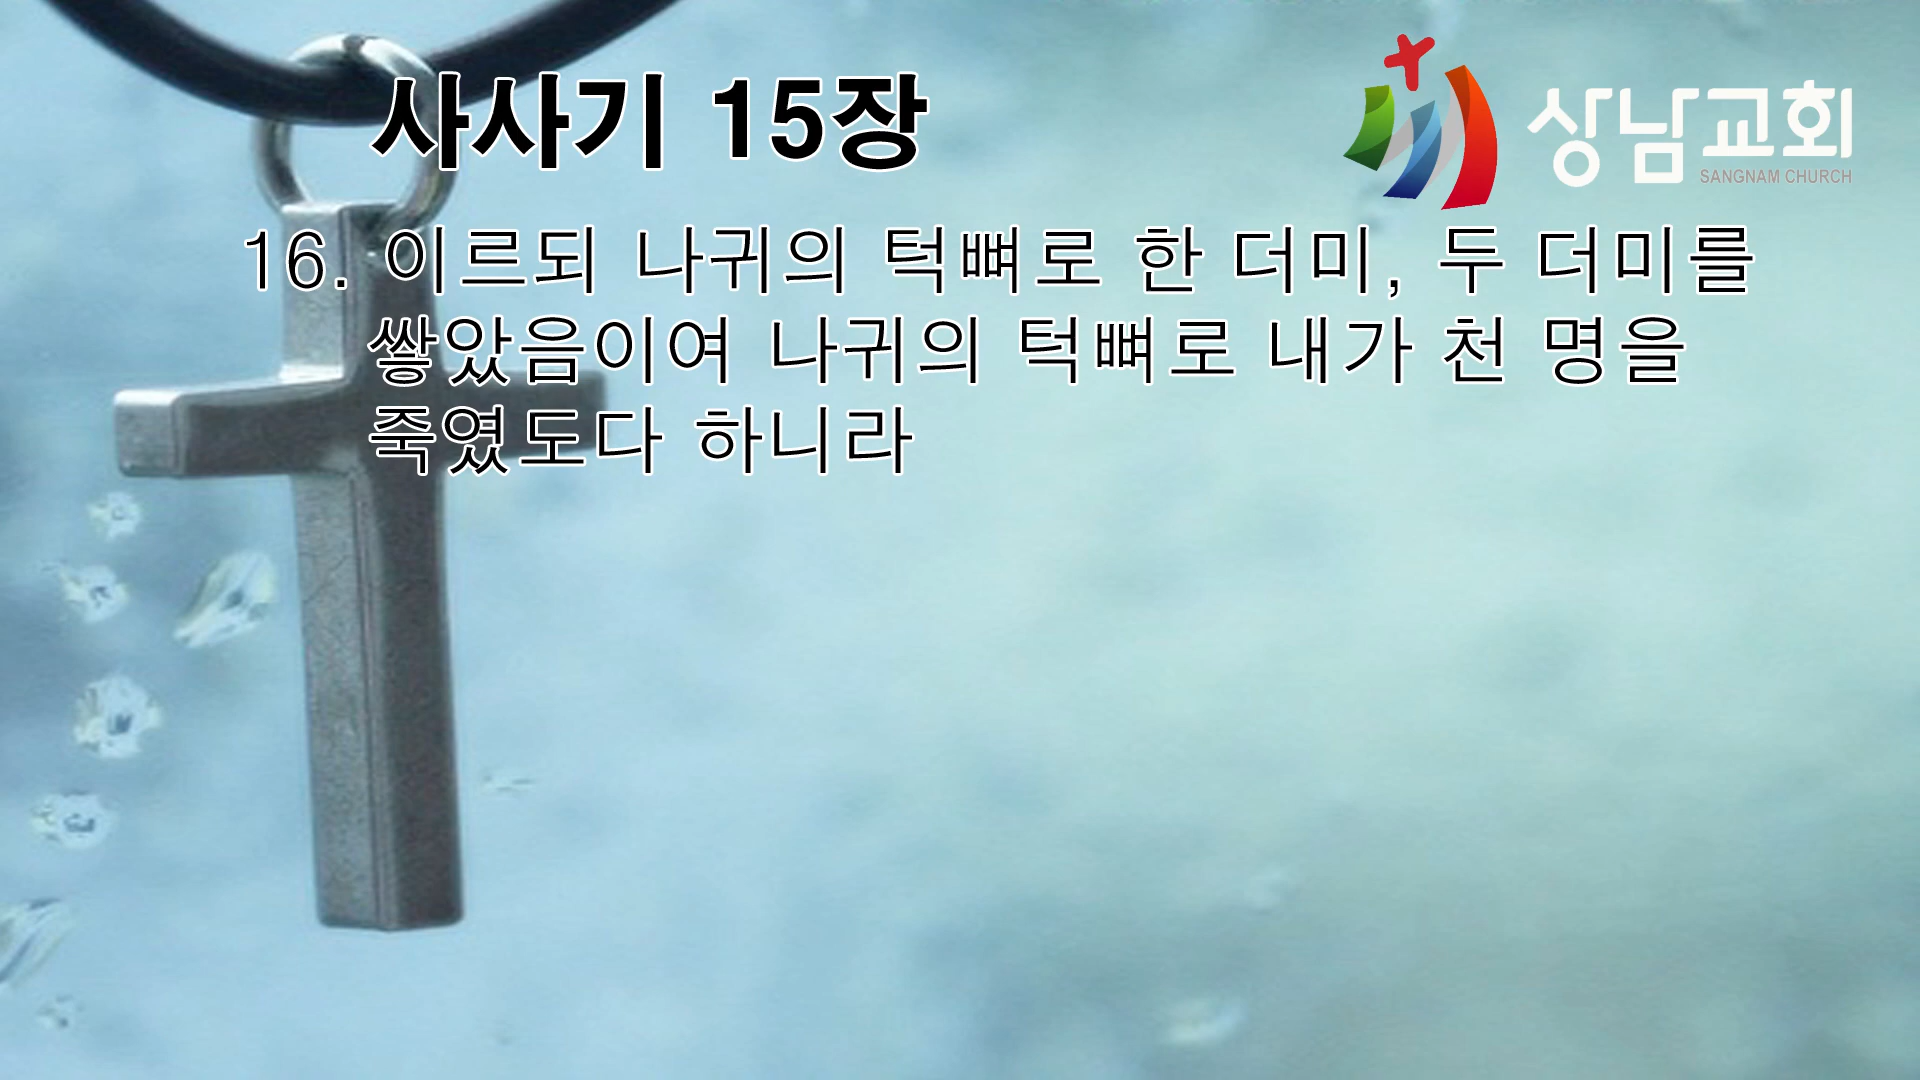 사사기 15장
상남교회
SANGNAM CHURCH
16. 이르되 나귀의 턱뼈로 한 더미, 두 더미를
쌓았음이여 나귀의 턱뼈로 내가 천 명을
죽였도다 하니라